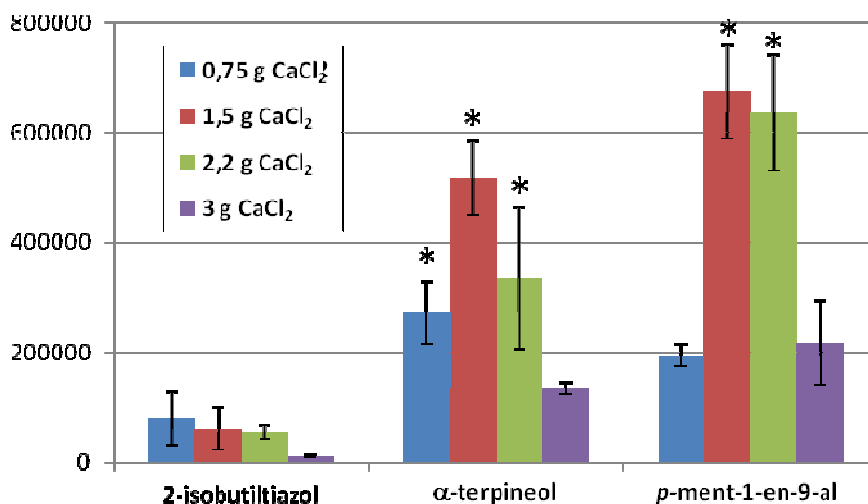 800000
600000
400000
200000
0
0,75 g CaCl₂
1,5 g CaCl₂
2,2 g CaCl₂
3 g CaCl₂
*
*
*
*
*
2-isobutiltiazol α-terpineol p-ment-1-en-9-al